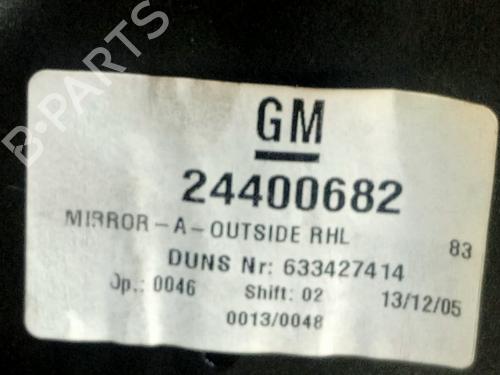 B-PARTS
GM
24400682
MIRROR-A-OUTSIDE RHL 83
DUNS Nr: 633427414
Op.: 0046 Shift: 02 13/12/05
0013/0048